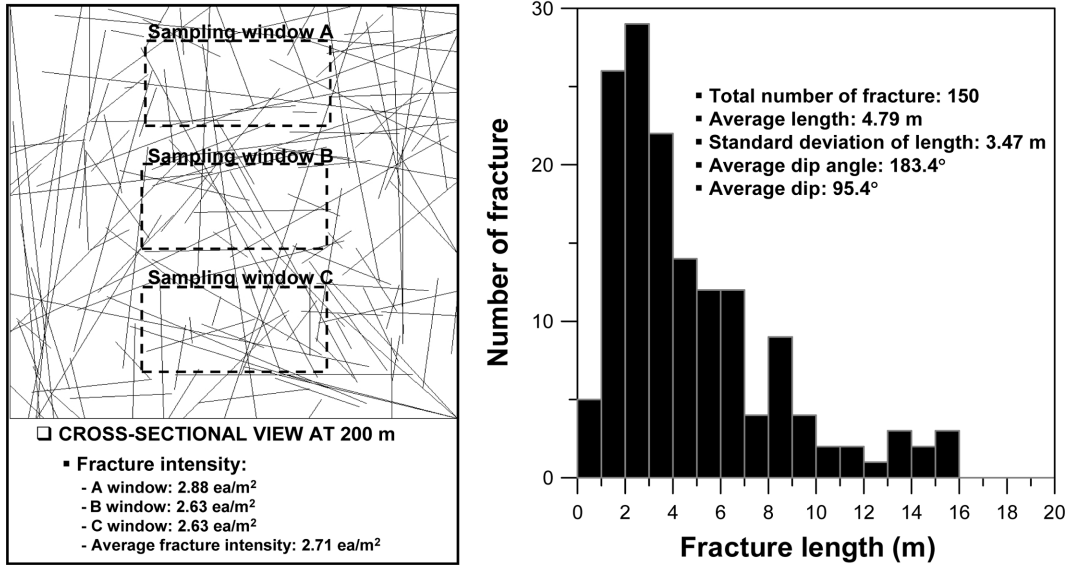 Sampling window A
Sampling window B
Sampling window C
❑ CROSS-SECTIONAL VIEW AT 200 m
▪ Fracture intensity:
- A window: 2.88 ea/m²
- B window: 2.63 ea/m²
- C window: 2.63 ea/m²
- Average fracture intensity: 2.71 ea/m²
30
20
10
0
Number of fracture
▪ Total number of fracture: 150
▪ Average length: 4.79 m
▪ Standard deviation of length: 3.47 m
▪ Average dip angle: 183.4°
▪ Average dip: 95.4°
0 2 4 6 8 10 12 14 16 18 20
Fracture length (m)